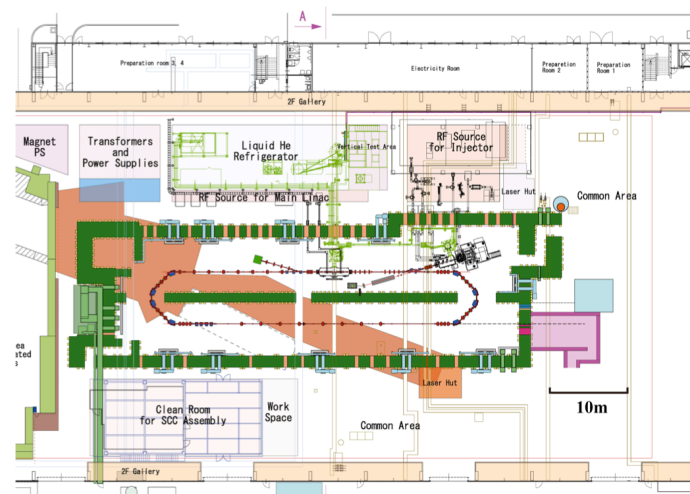 A
Preparation room 3, 4
Electricity Room
Preparation
Room 2
Preparation
Room 1
2F Gallery
Magnet
PS
Transformers
and
Power Supplies
Liquid He
Refrigerator
Vertical Test Area
RF Source
for Injector
RF Source for Main Linac
Laser Hut
Common Area
Laser Hut
10m
Clean Room
for SCC Assembly
Work
Space
Common Area
2F Gallery